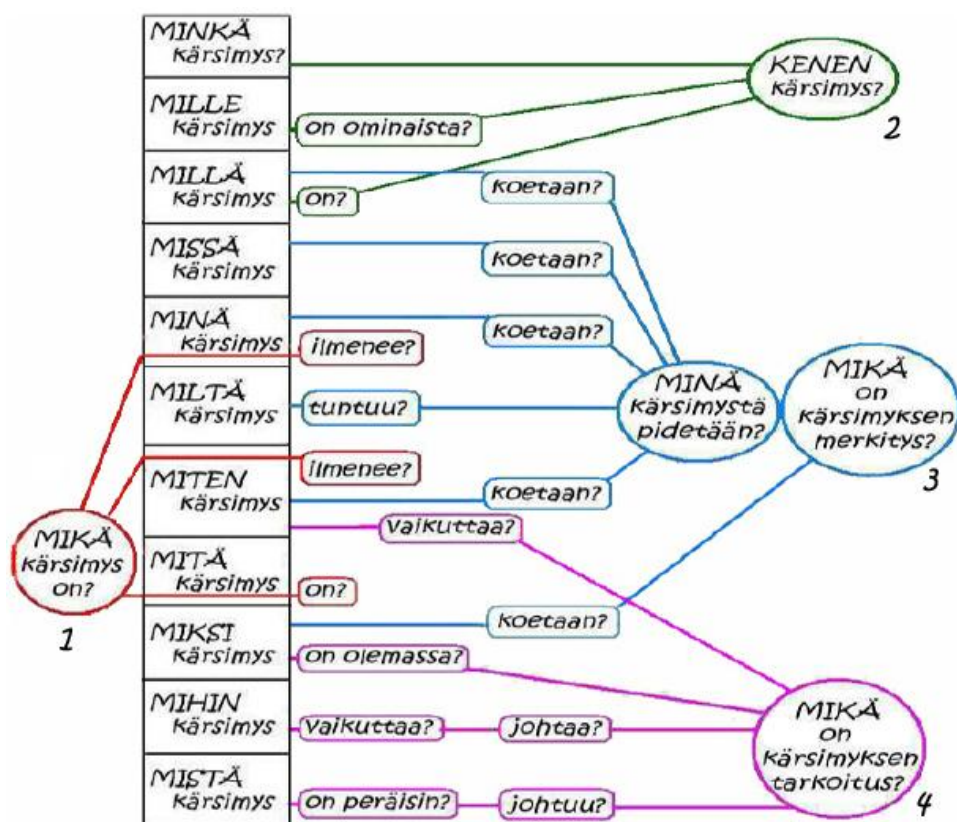 MINKÄ
kärsimys?
KENEN
kärsimys?
2
MILLE
kärsimys
on ominaista?
MILLÄ
kärsimys
on?
koetaan?
MISSÄ
kärsimys
koetaan?
MINÄ
kärsimys
ilmenee?
koetaan?
MILTÄ
kärsimys
tuntuu?
MINÄ
kärsimystä
pidetään?
MIKÄ
on
kärsimyksen
merkitys?
3
MITEN
kärsimys
ilmenee?
koetaan?
vaikuttaa?
MIKÄ
kärsimys
on?
1
MITÄ
kärsimys
on?
MIKSI
kärsimys
koetaan?
on olemassa?
MIHIN
kärsimys
vaikuttaa?
johtaa?
MISTÄ
kärsimys
on peräisin?
johtuu?
MIKÄ
on
kärsimyksen
tarkoitus?
4